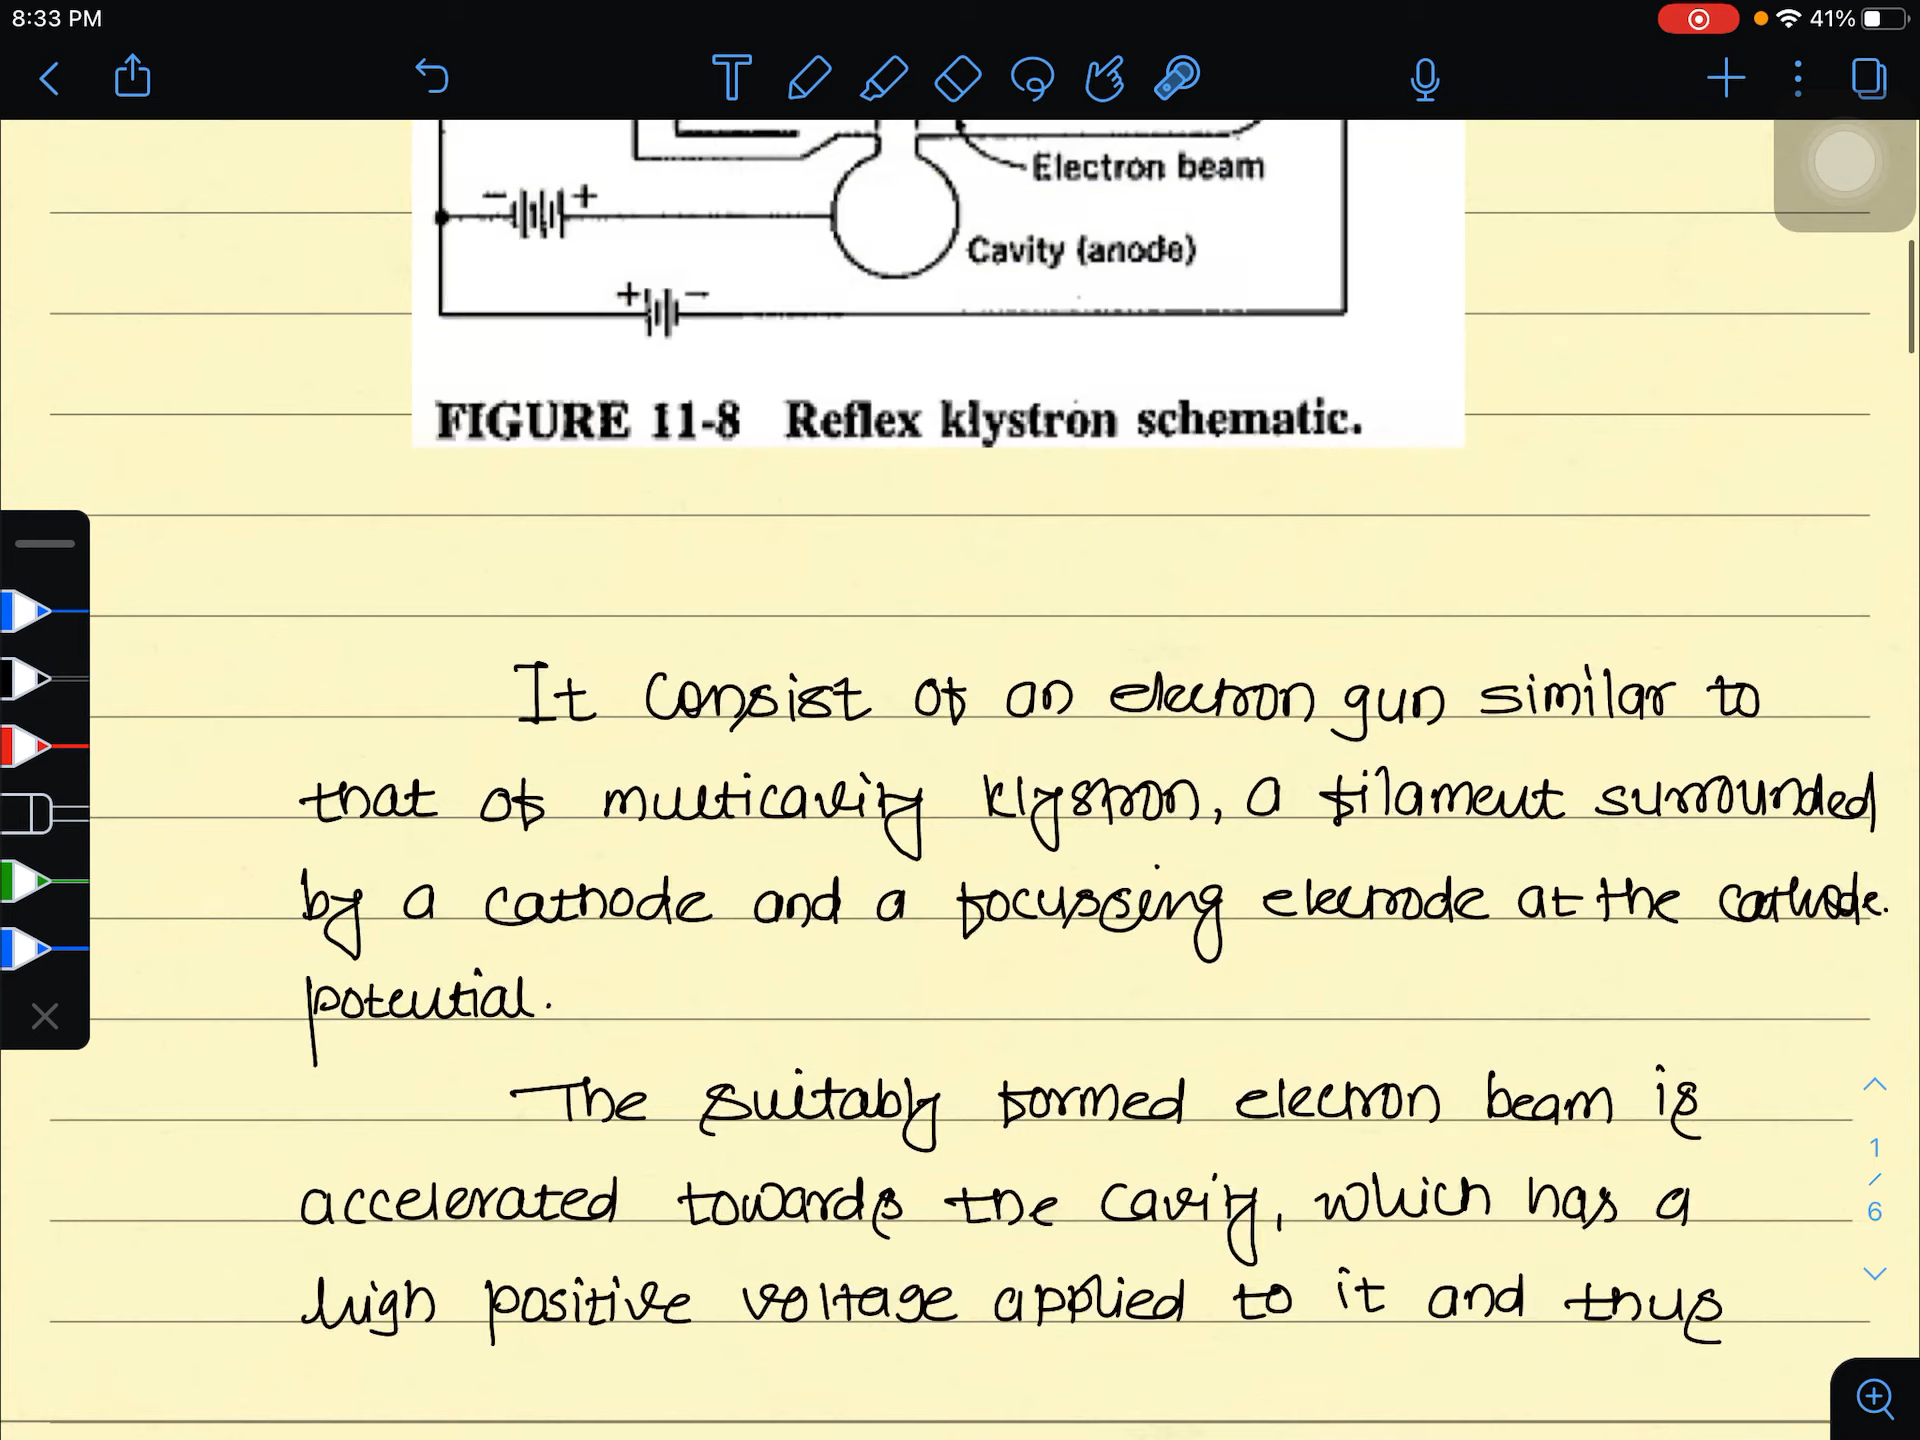 8:33 PM
41%
Electron beam
- +
Cavity (anode)
+ -
FIGURE 11-8 Reflex klystron schematic.
It consist of an electron gun similar to
that of multicavity klystron, a filament surrounded
by a cathode and a focussing electrode at the cathode.
potential.
The suitably formed electron beam is
accelerated towards the cavity, which has a
high positive voltage applied to it and thus
1
/
6